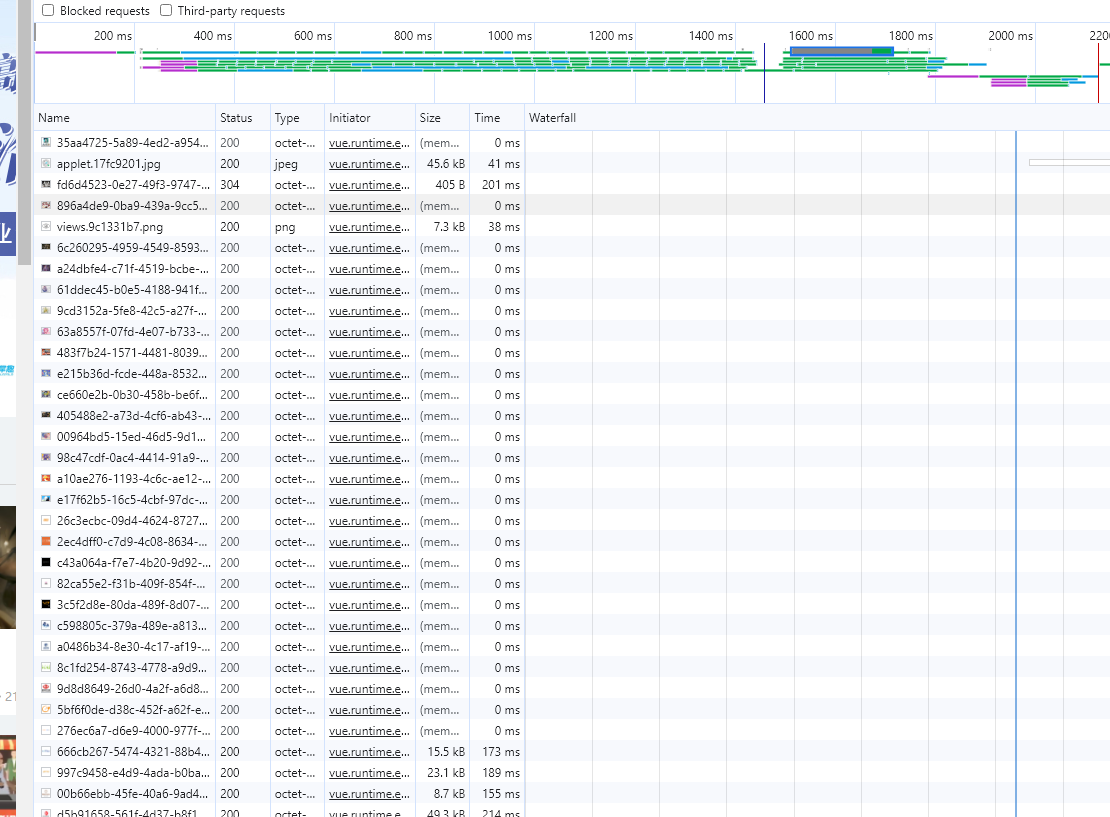 Blocked requests Third-party requests
200 ms 400 ms 600 ms 800 ms 1000 ms 1200 ms 1400 ms 1600 ms 1800 ms 2000 ms 220
Name Status Type Initiator Size Time Waterfall
35aa4725-5a89-4ed2-a954... 200 octet-... vue.runtime.e... (mem... 0 ms
applet.17fc9201.jpg 200 jpeg vue.runtime.e... 45.6 kB 41 ms
fd6d4523-0e27-49f3-9747-... 304 octet-... vue.runtime.e... 405 B 201 ms
896a4de9-0ba9-439a-9cc5... 200 octet-... vue.runtime.e... (mem... 0 ms
views.9c1331b7.png 200 png vue.runtime.e... 7.3 kB 38 ms
6c260295-4959-4549-8593... 200 octet-... vue.runtime.e... (mem... 0 ms
a24dbfe4-c71f-4519-bcbe-... 200 octet-... vue.runtime.e... (mem... 0 ms
61ddec45-b0e5-4188-941f... 200 octet-... vue.runtime.e... (mem... 0 ms
9cd3152a-5fe8-42c5-a27f-... 200 octet-... vue.runtime.e... (mem... 0 ms
63a8557f-07fd-4e07-b733-... 200 octet-... vue.runtime.e... (mem... 0 ms
483f7b24-1571-4481-8039... 200 octet-... vue.runtime.e... (mem... 0 ms
e215b36d-fcde-448a-8532... 200 octet-... vue.runtime.e... (mem... 0 ms
ce660e2b-0b30-458b-be6f... 200 octet-... vue.runtime.e... (mem... 0 ms
405488e2-a73d-4cf6-ab43-... 200 octet-... vue.runtime.e... (mem... 0 ms
00964bd5-15ed-46d5-9d1... 200 octet-... vue.runtime.e... (mem... 0 ms
98c47cdf-0ac4-4414-91a9-... 200 octet-... vue.runtime.e... (mem... 0 ms
a10ae276-1193-4c6c-ae12-... 200 octet-... vue.runtime.e... (mem... 0 ms
e17f62b5-16c5-4cbf-97dc-... 200 octet-... vue.runtime.e... (mem... 0 ms
26c3ecbc-09d4-4624-8727... 200 octet-... vue.runtime.e... (mem... 0 ms
2ec4dff0-c7d9-4c08-8634-... 200 octet-... vue.runtime.e... (mem... 0 ms
c43a064a-f7e7-4b20-9d92-... 200 octet-... vue.runtime.e... (mem... 0 ms
82ca55e2-f31b-409f-854f-... 200 octet-... vue.runtime.e... (mem... 0 ms
3c5f2d8e-80da-489f-8d07-... 200 octet-... vue.runtime.e... (mem... 0 ms
c598805c-379a-489e-a813... 200 octet-... vue.runtime.e... (mem... 0 ms
a0486b34-8e30-4c17-af19-... 200 octet-... vue.runtime.e... (mem... 0 ms
8c1fd254-8743-4778-a9d9... 200 octet-... vue.runtime.e... (mem... 0 ms
9d8d8649-26d0-4a2f-a6d8... 200 octet-... vue.runtime.e... (mem... 0 ms
5bf6f0de-d38c-452f-a62f-e... 200 octet-... vue.runtime.e... (mem... 0 ms
276ec6a7-d6e9-4000-977f-... 200 octet-... vue.runtime.e... (mem... 0 ms
666cb267-5474-4321-88b4... 200 octet-... vue.runtime.e... 15.5 kB 173 ms
997c9458-e4d9-4ada-b0ba... 200 octet-... vue.runtime.e... 23.1 kB 189 ms
00b66ebb-45fe-40a6-9ad4... 200 octet-... vue.runtime.e... 8.7 kB 155 ms
d5b91658-561f-4d37-b8f1... 200 octet-... vue.runtime.e... 49.3 kB 214 ms
业
21